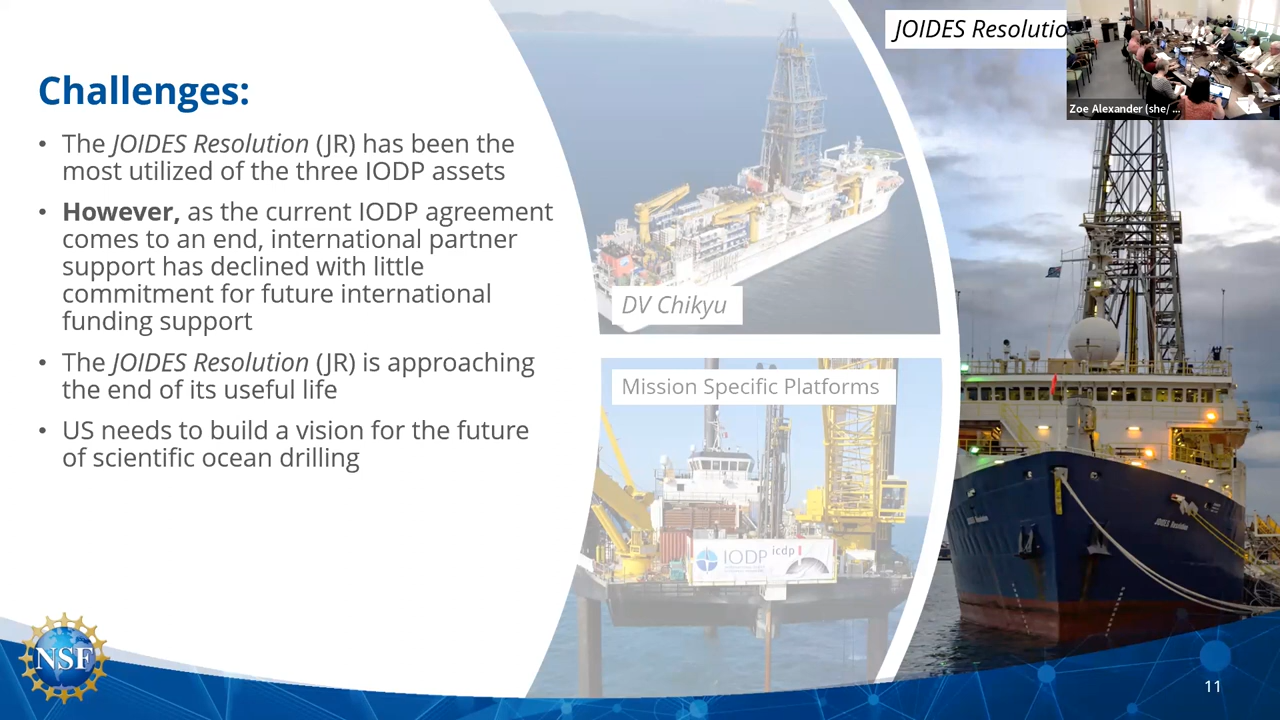 Challenges:
• The JOIDES Resolution (JR) has been the
most utilized of the three IODP assets
• However, as the current IODP agreement
comes to an end, international partner
support has declined with little
commitment for future international
funding support
• The JOIDES Resolution (JR) is approaching
the end of its useful life
• US needs to build a vision for the future
of scientific ocean drilling
DV Chikyu
Mission Specific Platforms
IODP icdp
JOIDES Resolutio
Zoe Alexander (she/ ...
JOIDES Resolution
NSF
11